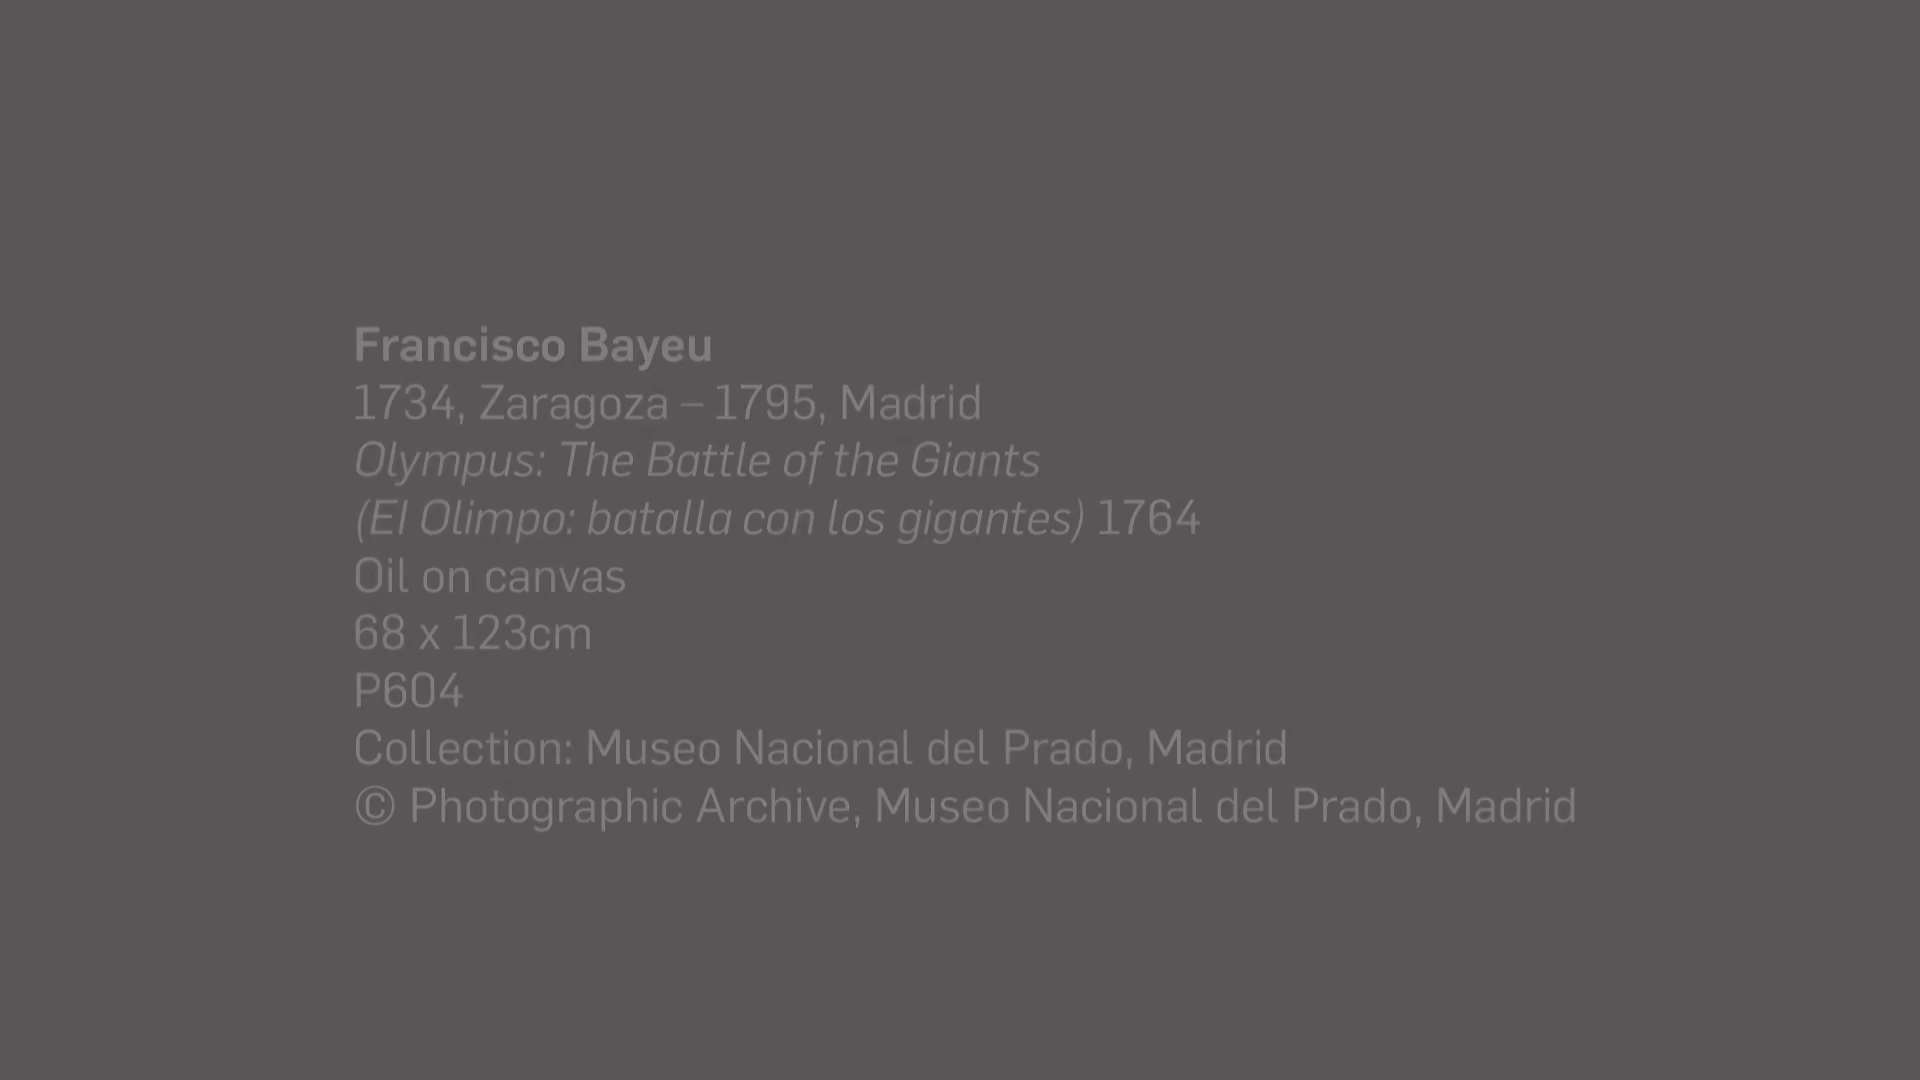 Francisco Bayeu
1734, Zaragoza – 1795, Madrid
Olympus: The Battle of the Giants
(El Olimpo: batalla con los gigantes) 1764
Oil on canvas
68 x 123cm
P604
Collection: Museo Nacional del Prado, Madrid
© Photographic Archive, Museo Nacional del Prado, Madrid